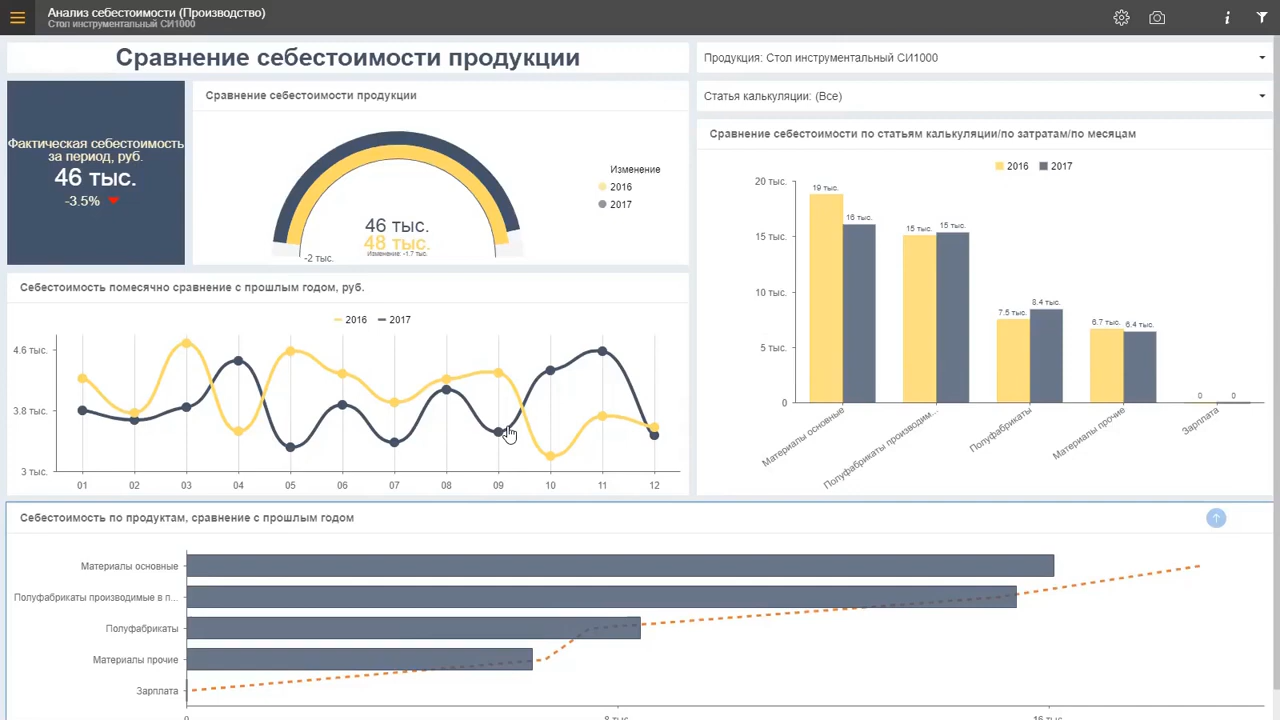 Анализ себестоимости (Производство)
Стол инструментальный СИ1000
Сравнение себестоимости продукции
Продукция: Стол инструментальный СИ1000
Статья калькуляции: (Все)
Фактическая себестоимость
за период, руб.
46 тыс.
-3.5%
Сравнение себестоимости продукции
Изменение
2016
2017
46 тыс.
48 тыс.
Изменение: -1.7 тыс.
-2 тыс.
Сравнение себестоимости по статьям калькуляции/по затратам/по месяцам
2016 2017
20 тыс.
15 тыс.
10 тыс.
5 тыс.
0
19 тыс.
16 тыс.
15 тыс.
15 тыс.
7.5 тыс.
8.4 тыс.
6.7 тыс.
6.4 тыс.
0
0
Материалы основные
Полуфабрикаты производим...
Полуфабрикаты
Материалы прочие
Зарплата
Себестоимость помесячно сравнение с прошлым годом, руб.
2016 2017
4.6 тыс.
3.8 тыс.
3 тыс.
01 02 03 04 05 06 07 08 09 10 11 12
Себестоимость по продуктам, сравнение с прошлым годом
Материалы основные
Полуфабрикаты производимые в п...
Полуфабрикаты
Материалы прочие
Зарплата
0 8 тыс. 16 тыс.